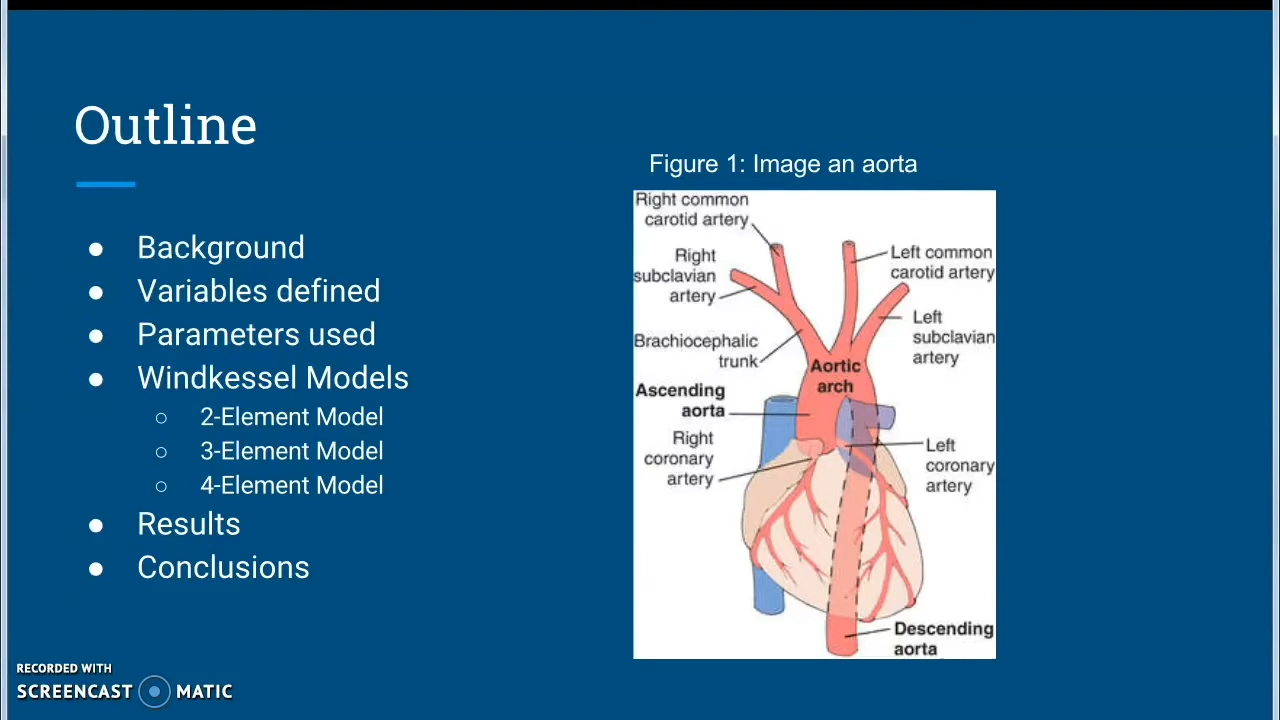 Outline
Background
Variables defined
Parameters used
Windkessel Models
2-Element Model
3-Element Model
4-Element Model
Results
Conclusions
Figure 1: Image an aorta
Right common
carotid artery
Right
subclavian
artery
Brachiocephalic
trunk
Ascending
aorta
Right
coronary
artery
Aortic
arch
Left common
carotid artery
Left
subclavian
artery
Left
coronary
artery
Descending
aorta
RECORDED WITH
SCREENCAST MATIC